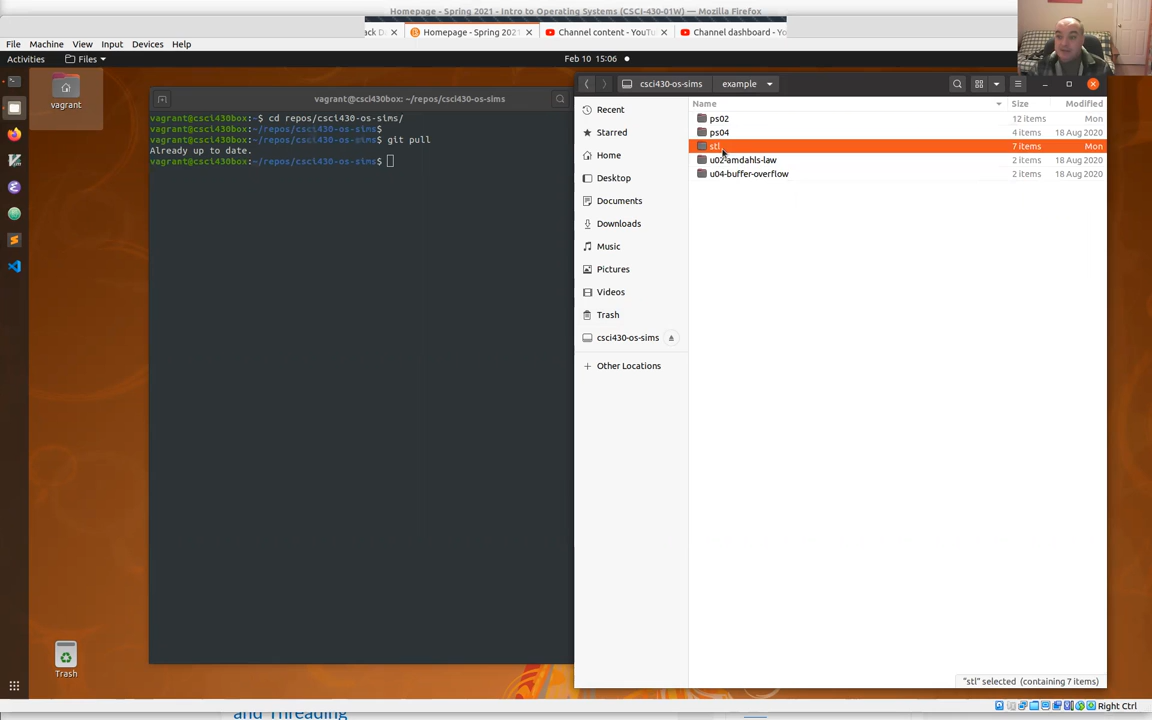 Homepage - Spring 2021 - Intro to Operating Systems (CSCI-430-01W) — Mozilla Firefox
Homepage - Spring 2021
Channel content - YouTu
Channel dashboard - Yo
File Machine View Input Devices Help
Activities Files Feb 10 15:06
vagrant
vagrant@csci430box: ~/repos/csci430-os-sims
vagrant@csci430box:~$ cd repos/csci430-os-sims/
vagrant@csci430box:~/repos/csci430-os-sims$
vagrant@csci430box:~/repos/csci430-os-sims$ git pull
Already up to date.
vagrant@csci430box:~/repos/csci430-os-sims$
csci430-os-sims example
Recent
Starred
Home
Desktop
Documents
Downloads
Music
Pictures
Videos
Trash
csci430-os-sims
Other Locations
Name Size Modified
ps02 12 items Mon
ps04 4 items 18 Aug 2020
stl 7 items Mon
u02-amdahls-law 2 items 18 Aug 2020
u04-buffer-overflow 2 items 18 Aug 2020
"stl" selected (containing 7 items)
Trash
Right Ctrl
and Threading